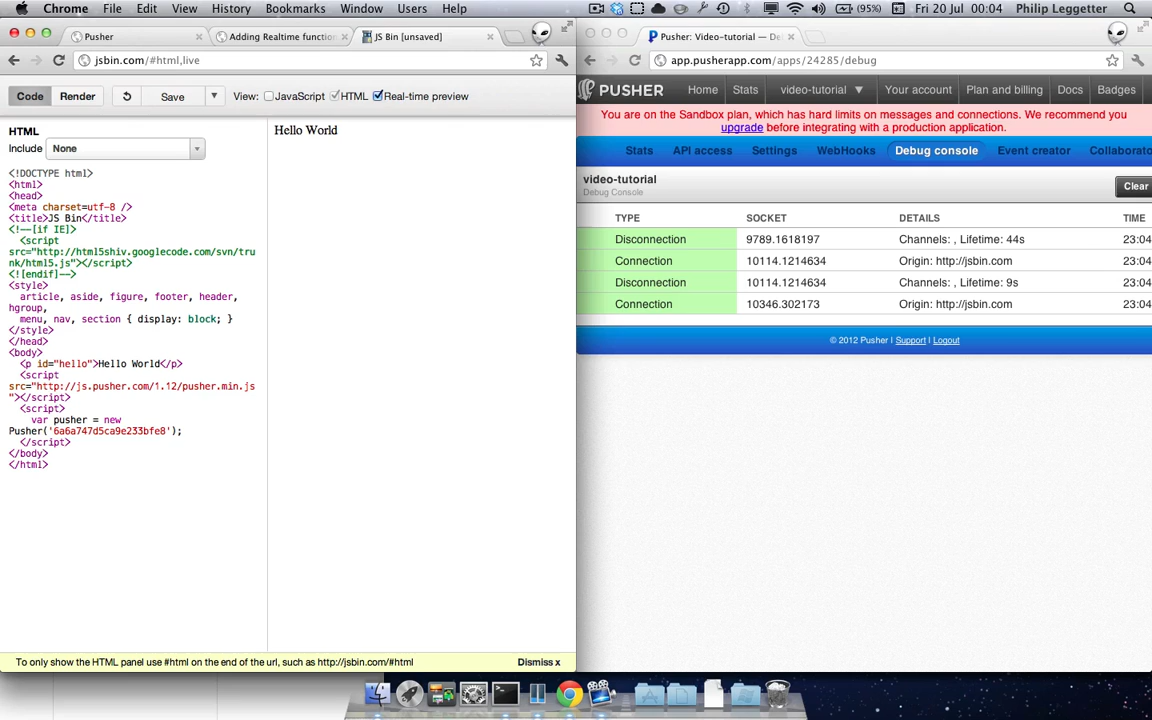 Chrome File Edit View History Bookmarks Window Users Help (95%) Fri 20 Jul 00:04 Philip Leggetter
Pusher × Adding Realtime function × JS Bin [unsaved] ×
jsbin.com/#html,live
Code Render Save View: JavaScript HTML Real-time preview
HTML
Include None
<!DOCTYPE html>
<html>
<head>
<meta charset=utf-8 />
<title>JS Bin</title>
<!--[if IE]>
<script
src="http://html5shiv.googlecode.com/svn/tru
nk/html5.js"></script>
<![endif]-->
<style>
article, aside, figure, footer, header,
hgroup,
menu, nav, section { display: block; }
</style>
</head>
<body>
<p id="hello">Hello World</p>
<script
src="http://js.pusher.com/1.12/pusher.min.js
"></script>
<script>
var pusher = new
Pusher('6a6a747d5ca9e233bfe8');
</script>
</body>
</html>
Hello World
To only show the HTML panel use #html on the end of the url, such as http://jsbin.com/#html Dismiss x
Pusher: Video-tutorial — De ×
app.pusherapp.com/apps/24285/debug
PUSHER Home Stats video-tutorial Your account Plan and billing Docs Badges
You are on the Sandbox plan, which has hard limits on messages and connections. We recommend you
upgrade before integrating with a production application.
Stats API access Settings WebHooks Debug console Event creator Collaborato
video-tutorial
Debug Console
Clear
TYPE SOCKET DETAILS TIME
Disconnection 9789.1618197 Channels: , Lifetime: 44s 23:04
Connection 10114.1214634 Origin: http://jsbin.com 23:04
Disconnection 10114.1214634 Channels: , Lifetime: 9s 23:04
Connection 10346.302173 Origin: http://jsbin.com 23:04
© 2012 Pusher | Support | Logout